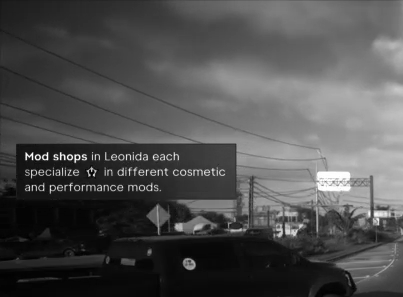 Mod shops in Leonida each
specialize in different cosmetic
and performance mods.